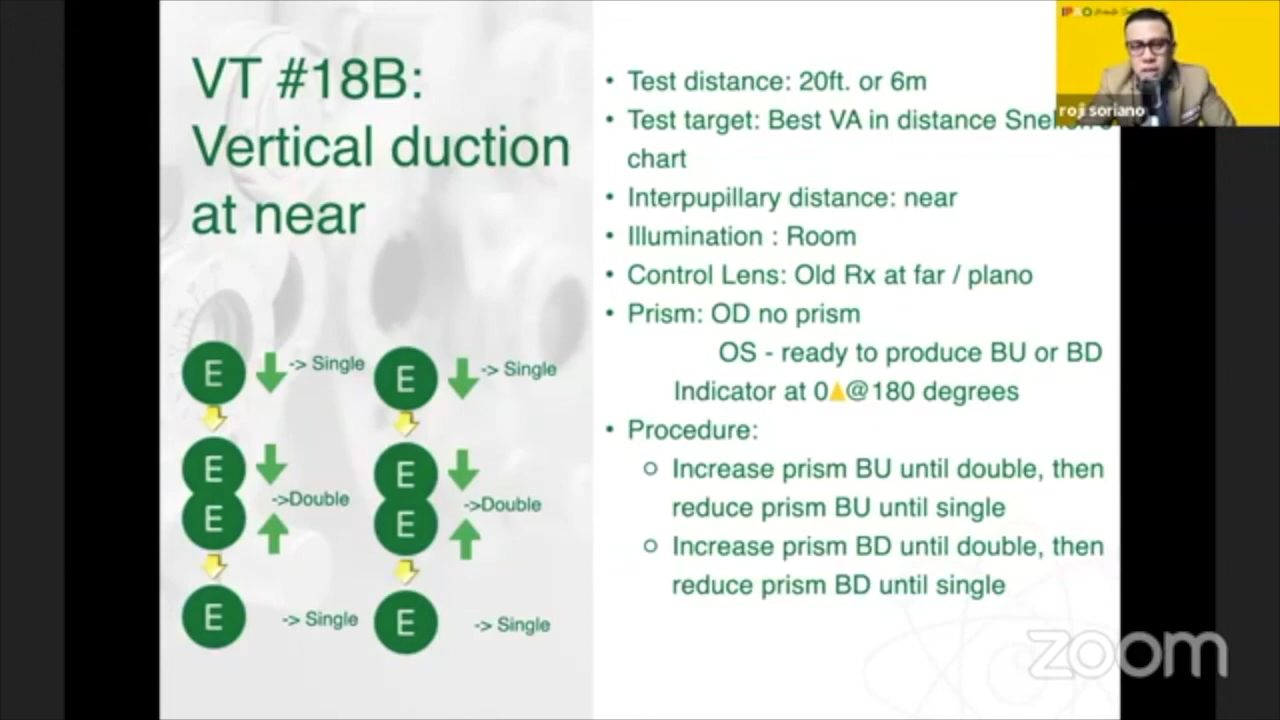 VT #18B:
Vertical duction
at near
E
-> Single
E
-> Single
E
E
->Double
E
E
->Double
E
-> Single
E
-> Single
• Test distance: 20ft. or 6m
• Test target: Best VA in distance
chart
• Interpupillary distance: near
• Illumination : Room
• Control Lens: Old Rx at far / plano
• Prism: OD no prism
OS - ready to produce BU or BD
Indicator at 0▲@180 degrees
• Procedure:
○ Increase prism BU until double, then
reduce prism BU until single
○ Increase prism BD until double, then
reduce prism BD until single
roji soriano
zoom